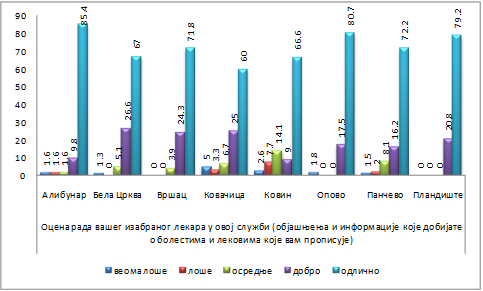 90
80
70
60
50
40
30
20
10
0
1.6 1.6 1.6 9.8 85.4
1.3 0 5.1 26.6 67
0 0 3.9 24.3 71.8
5 3.3 6.7 25 60
2.6 7.7 14.1 9 66.6
1.8 0 0 17.5 80.7
1.5 2 8.1 16.2 72.2
0 0 0 20.8 79.2
Алибунар Бела Црква Вршац Кованица Ковин Опово Панчево Пландиште
Оцена рада вашег изабраног лекара у овој служби (објашњења и информације које добијате
о болестима и лековима које вам прописује)
веома лоше лоше осредње добро одлично